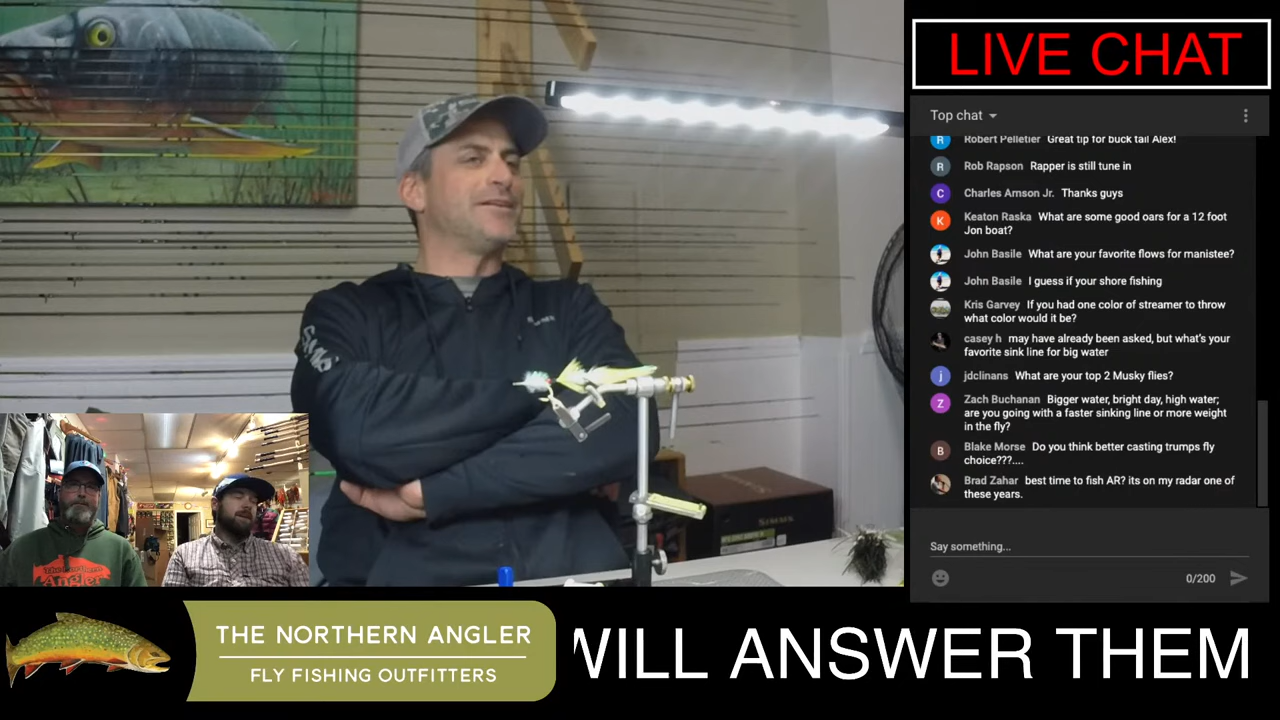 LIVE CHAT
Top chat
R Robert Pelletier Great tip for buck tail Alex!
R Rob Rapson Rapper is still tune in
C Charles Arnson Jr. Thanks guys
K Keaton Raska What are some good oars for a 12 foot
Jon boat?
John Basile What are your favorite flows for manistee?
John Basile I guess if your shore fishing
Kris Garvey If you had one color of streamer to throw
what color would it be?
casey h may have already been asked, but what's your
favorite sink line for big water
j jdclinans What are your top 2 Musky flies?
Z Zach Buchanan Bigger water, bright day, high water;
are you going with a faster sinking line or more weight
in the fly?
B Blake Morse Do you think better casting trumps fly
choice???....
Brad Zahar best time to fish AR? its on my radar one of
these years.
Say something...
0/200
SIMMS
The Northern
Angler
THE NORTHERN ANGLER
FLY FISHING OUTFITTERS
WILL ANSWER THEM